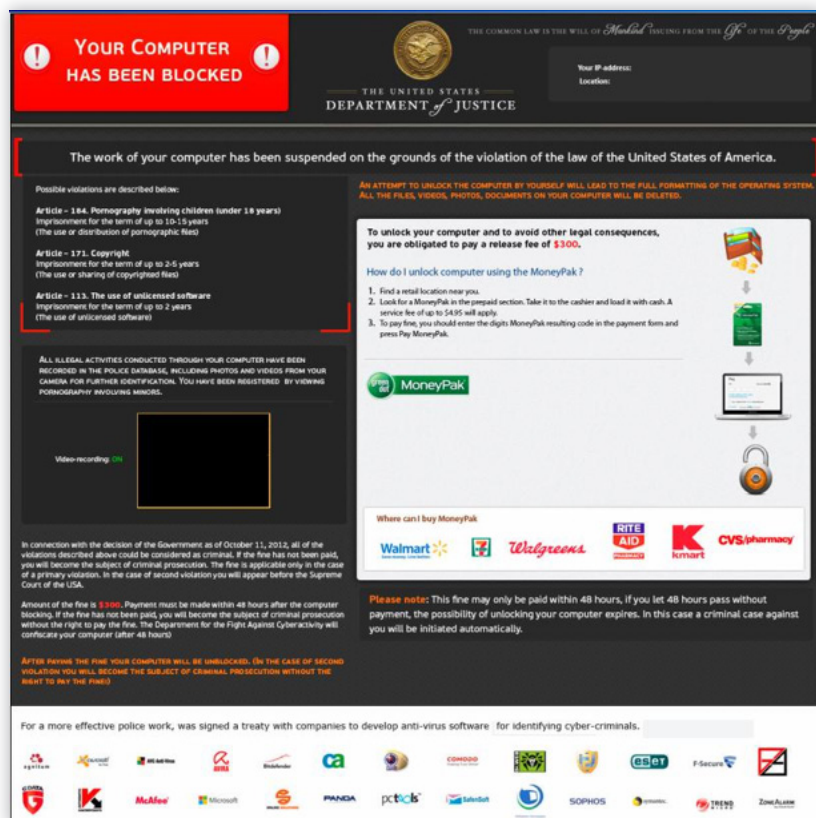 YOUR COMPUTER
HAS BEEN BLOCKED
THE UNITED STATES
DEPARTMENT of JUSTICE
THE COMMON LAW IS THE WILL OF Mankind ISSUING FROM THE Life OF THE People
Your IP-address:
Location:
The work of your computer has been suspended on the grounds of the violation of the law of the United States of America.
Possible violations are described below:
Article - 184. Pornography involving children (under 18 years)
Imprisonment for the term of up to 10-15 years
(The use or distribution of pornographic files)
Article - 171. Copyright
Imprisonment for the term of up to 2-5 years
(The use or sharing of copyrighted files)
Article - 113. The use of unlicensed software
Imprisonment for the term of up to 2 years
(The use of unlicensed software)
ALL ILLEGAL ACTIVITIES CONDUCTED THROUGH YOUR COMPUTER HAVE BEEN
RECORDED IN THE POLICE DATABASE, INCLUDING PHOTOS AND VIDEOS FROM YOUR
CAMERA FOR FURTHER IDENTIFICATION. YOU HAVE BEEN REGISTERED BY VIEWING
PORNOGRAPHY INVOLVING MINORS.
Video-recording: ON
In connection with the decision of the Government as of October 11, 2012, all of the
violations described above could be considered as criminal. If the fine has not been paid,
you will become the subject of criminal prosecution. The fine is applicable only in the case
of a primary violation. In the case of second violation you will appear before the Supreme
Court of the USA.
Amount of the fine is $300. Payment must be made within 48 hours after the computer
blocking. If the fine has not been paid, you will become the subject of criminal prosecution
without the right to pay the fine. The Department for the Fight Against Cyberactivity will
confiscate your computer (after 48 hours)
AFTER PAYING THE FINE YOUR COMPUTER WILL BE UNBLOCKED. (IN THE CASE OF SECOND
VIOLATION YOU WILL BECOME THE SUBJECT OF CRIMINAL PROSECUTION WITHOUT THE
RIGHT TO PAY THE FINE!)
AN ATTEMPT TO UNLOCK THE COMPUTER BY YOURSELF WILL LEAD TO THE FULL FORMATTING OF THE OPERATING SYSTEM.
ALL THE FILES, VIDEOS, PHOTOS, DOCUMENTS ON YOUR COMPUTER WILL BE DELETED.
To unlock your computer and to avoid other legal consequences,
you are obligated to pay a release fee of $300.
How do I unlock computer using the MoneyPak ?
1. Find a retail location near you.
2. Look for a MoneyPak in the prepaid section. Take it to the cashier and load it with cash. A
service fee of up to $4.95 will apply.
3. To pay fine, you should enter the digits MoneyPak resulting code in the payment form and
press Pay MoneyPak.
green dot MoneyPak
Where can I buy MoneyPak
Walmart
7 ELEVEN
Walgreens
RITE AID PHARMACY
K kmart
CVS/pharmacy
Please note: This fine may only be paid within 48 hours, if you let 48 hours pass without
payment, the possibility of unlocking your computer expires. In this case a criminal case against
you will be initiated automatically.
For a more effective police work, was signed a treaty with companies to develop anti-virus software for identifying cyber-criminals.
agnitum avast! AVG Anti-Virus AVIRA Bitdefender ca COMODO eset F-Secure
G DATA McAfee Microsoft PANDA pctools SaferSoft SOPHOS symantec TREND MICRO ZONEALARM